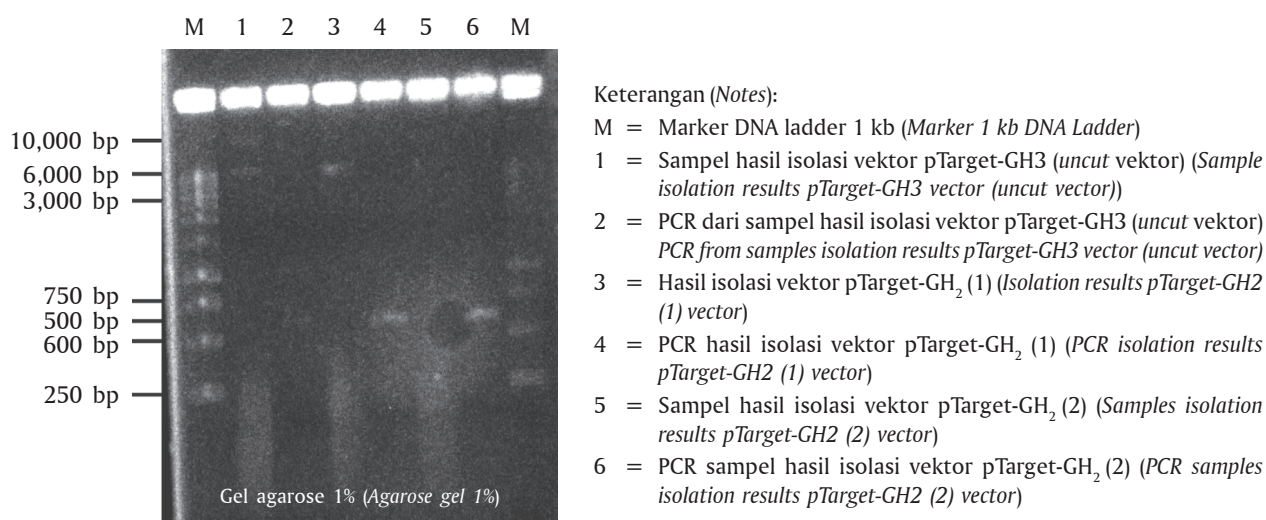 M 1 2 3 4 5 6 M
10,000 bp
6,000 bp
3,000 bp
750 bp
500 bp
600 bp
250 bp
Gel agarose 1% (Agarose gel 1%)
Keterangan (Notes):
M = Marker DNA ladder 1 kb (Marker 1 kb DNA Ladder)
1 = Sampel hasil isolasi vektor pTarget-GH3 (uncut vektor) (Sample
isolation results pTarget-GH3 vector (uncut vector))
2 = PCR dari sampel hasil isolasi vektor pTarget-GH3 (uncut vektor)
PCR from samples isolation results pTarget-GH3 vector (uncut vector)
3 = Hasil isolasi vektor pTarget-GH₂ (1) (Isolation results pTarget-GH2
(1) vector)
4 = PCR hasil isolasi vektor pTarget-GH₂ (1) (PCR isolation results
pTarget-GH2 (1) vector)
5 = Sampel hasil isolasi vektor pTarget-GH₂ (2) (Samples isolation
results pTarget-GH2 (2) vector)
6 = PCR sampel hasil isolasi vektor pTarget-GH₂ (2) (PCR samples
isolation results pTarget-GH2 (2) vector)